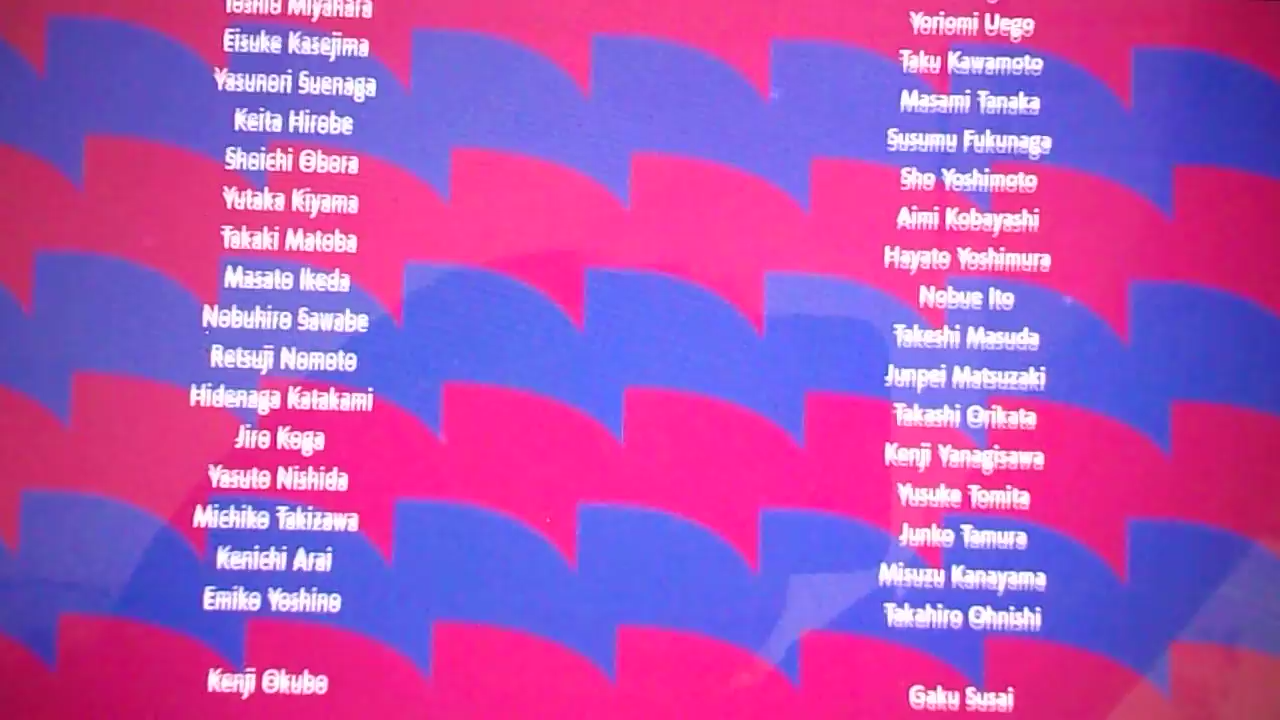 Yoshio Miyahara
Eisuke Kasejima
Yasunori Suenaga
Keita Hirobe
Shoichi Obora
Yutaka Kiyama
Takaki Matoba
Masato Ikeda
Nobuhiro Sawabe
Retsuji Nomoto
Hidenaga Katakami
Jiro Koga
Yasuto Nishida
Michiko Takizawa
Kenichi Arai
Emiko Yoshino
Kenji Okubo
Yoriomi Uego
Taku Kawamoto
Masami Tanaka
Susumu Fukunaga
Sho Yoshimoto
Aimi Kobayashi
Hayato Yoshimura
Nobue Ito
Takeshi Masuda
Junpei Matsuzaki
Takashi Orikata
Kenji Yanagisawa
Yusuke Tomita
Junko Tamura
Misuzu Kanayama
Takahiro Ohnishi
Gaku Susai